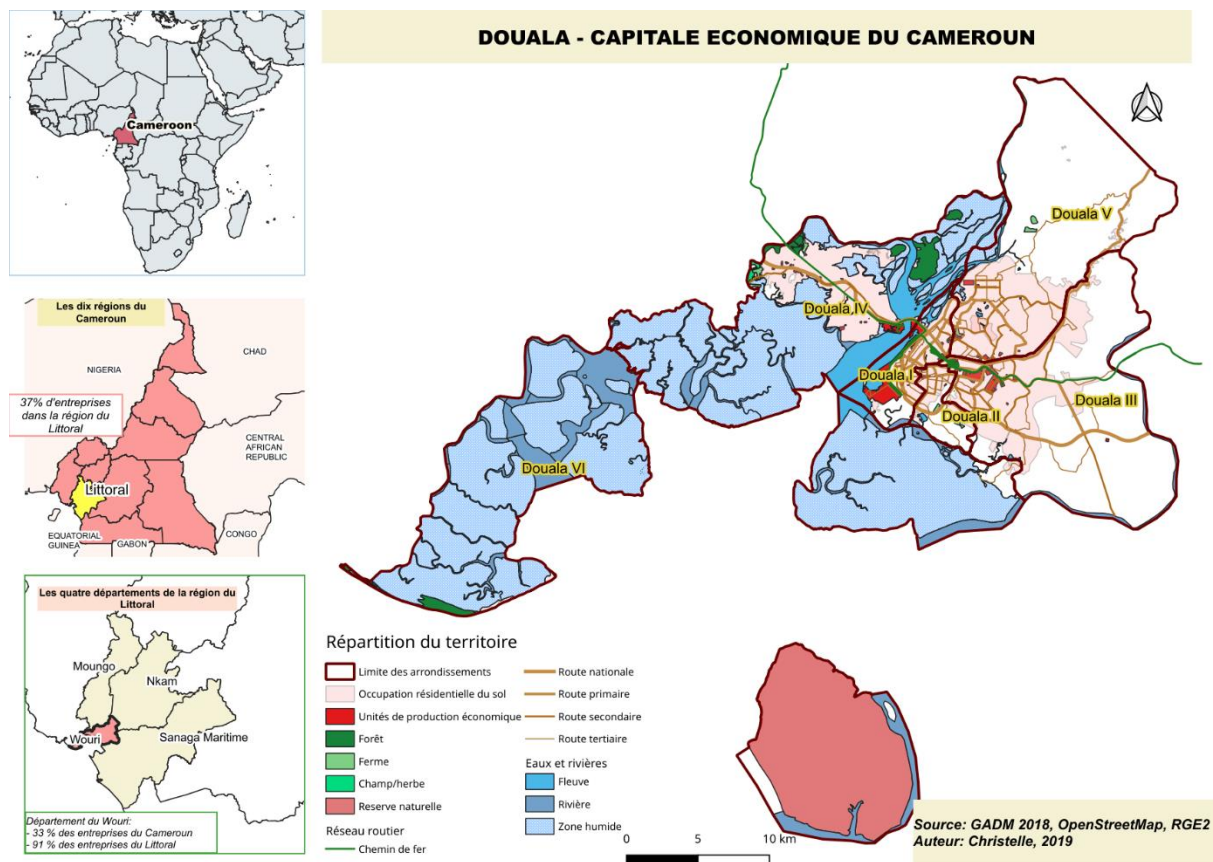 DOUALA - CAPITALE ECONOMIQUE DU CAMEROUN
Cameroon
Les dix régions du
Cameroun
CHAD
NIGERIA
37% d'entreprises
dans la région du
Littoral
CENTRAL
AFRICAN
REPUBLIC
Littoral
EQUATORIAL
GUINEA
GABON
CONGO
Les quatre départements de la région du
Littoral
Moungo
Nkam
Wouri
Sanaga Maritime
Département du Wouri:
- 33 % des entreprises du Cameroun
- 91 % des entreprises du Littoral
Douala V
Douala IV
Douala I
Douala III
Douala II
Douala VI
Répartition du territoire
Limite des arrondissements
Occupation résidentielle du sol
Unités de production économique
Forêt
Ferme
Champ/herbe
Reserve naturelle
Réseau routier
Chemin de fer
Route nationale
Route primaire
Route secondaire
Route tertiaire
Eaux et rivières
Fleuve
Rivière
Zone humide
0 5 10 km
Source: GADM 2018, OpenStreetMap, RGE2
Auteur: Christelle, 2019